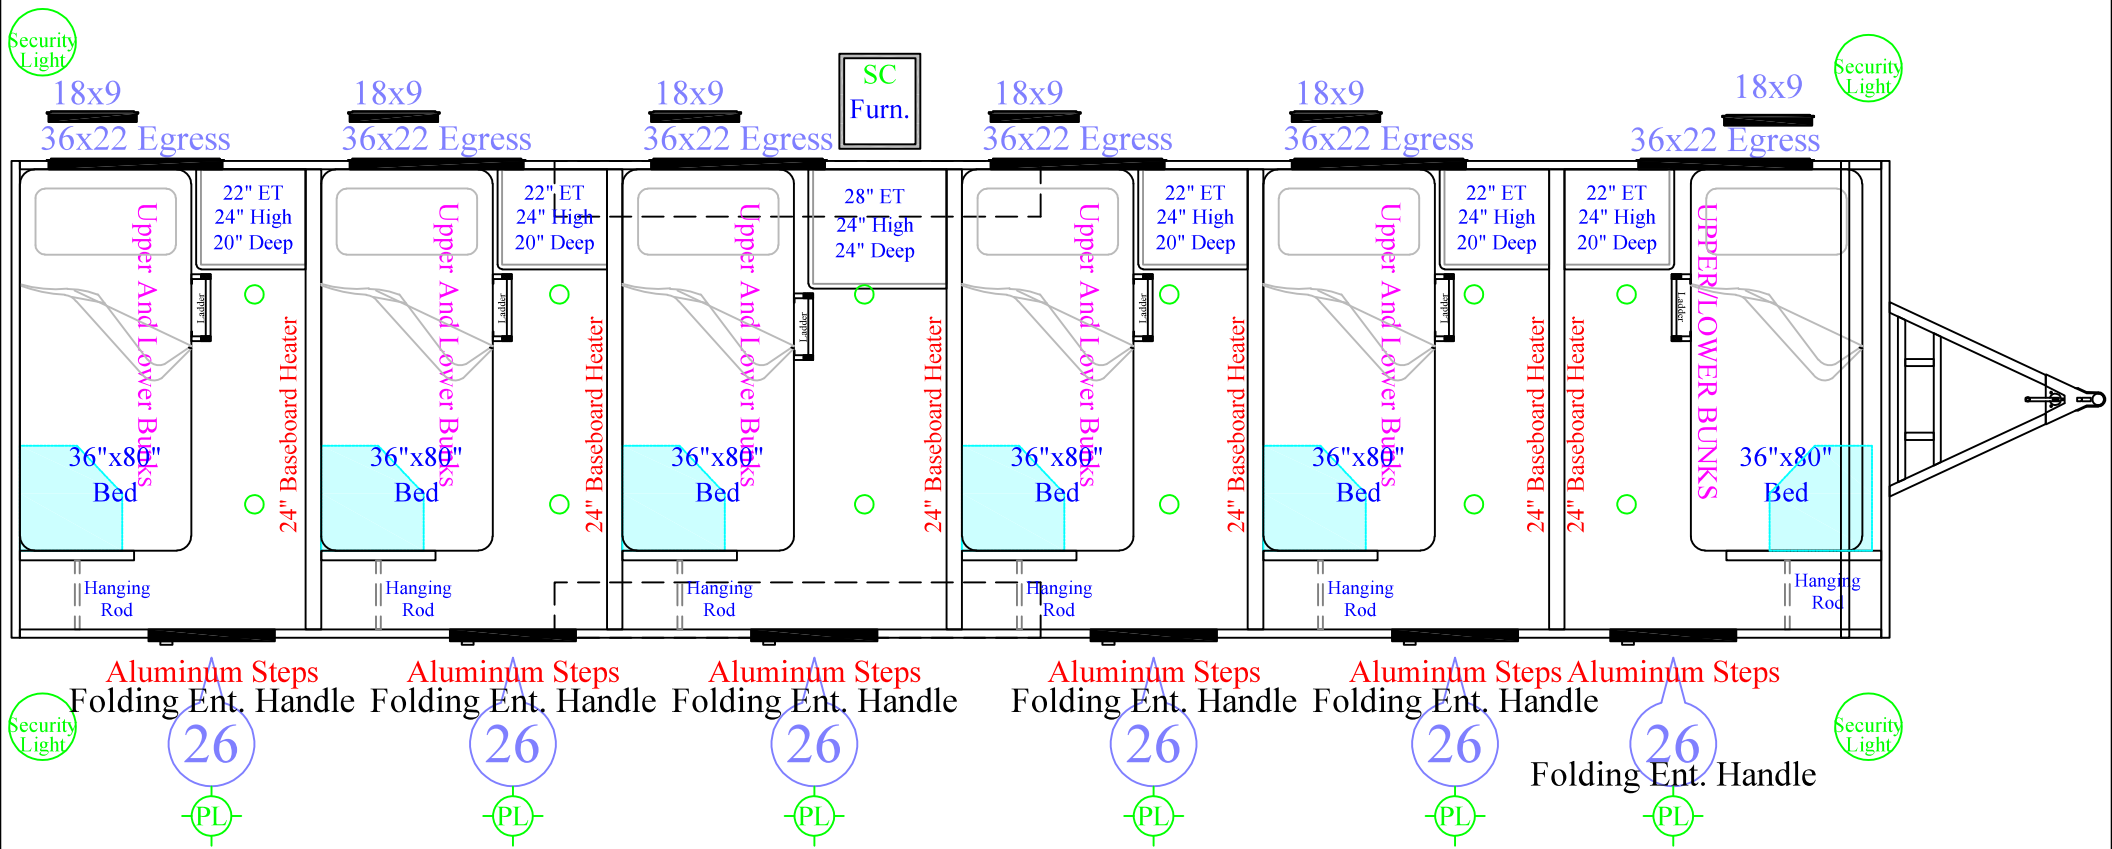 Security
Light
Security
Light
18x9
18x9
18x9
SC
Furn.
18x9
18x9
18x9
36x22 Egress
36x22 Egress
36x22 Egress
36x22 Egress
36x22 Egress
36x22 Egress
22" ET
24" High
20" Deep
22" ET
24" High
20" Deep
28" ET
24" High
24" Deep
22" ET
24" High
20" Deep
22" ET
24" High
20" Deep
22" ET
24" High
20" Deep
Upper And Lower Bunks
Ladder
24" Baseboard Heater
Upper And Lower Bunks
Ladder
24" Baseboard Heater
Upper And Lower Bunks
Ladder
24" Baseboard Heater
Upper And Lower Bunks
Ladder
24" Baseboard Heater
Upper And Lower Bunks
Ladder
24" Baseboard Heater
24" Baseboard Heater
Ladder
UPPER/LOWER BUNKS
36"x80"
Bed
36"x80"
Bed
36"x80"
Bed
36"x80"
Bed
36"x80"
Bed
36"x80"
Bed
Hanging
Rod
Hanging
Rod
Hanging
Rod
Hanging
Rod
Hanging
Rod
Hanging
Rod
Aluminum Steps
Aluminum Steps
Aluminum Steps
Aluminum Steps
Aluminum Steps
Aluminum Steps
Folding Ent. Handle
Folding Ent. Handle
Folding Ent. Handle
Folding Ent. Handle
Folding Ent. Handle
Security
Light
26
26
26
26
26
26
Security
Light
Folding Ent. Handle
PL
PL
PL
PL
PL
PL